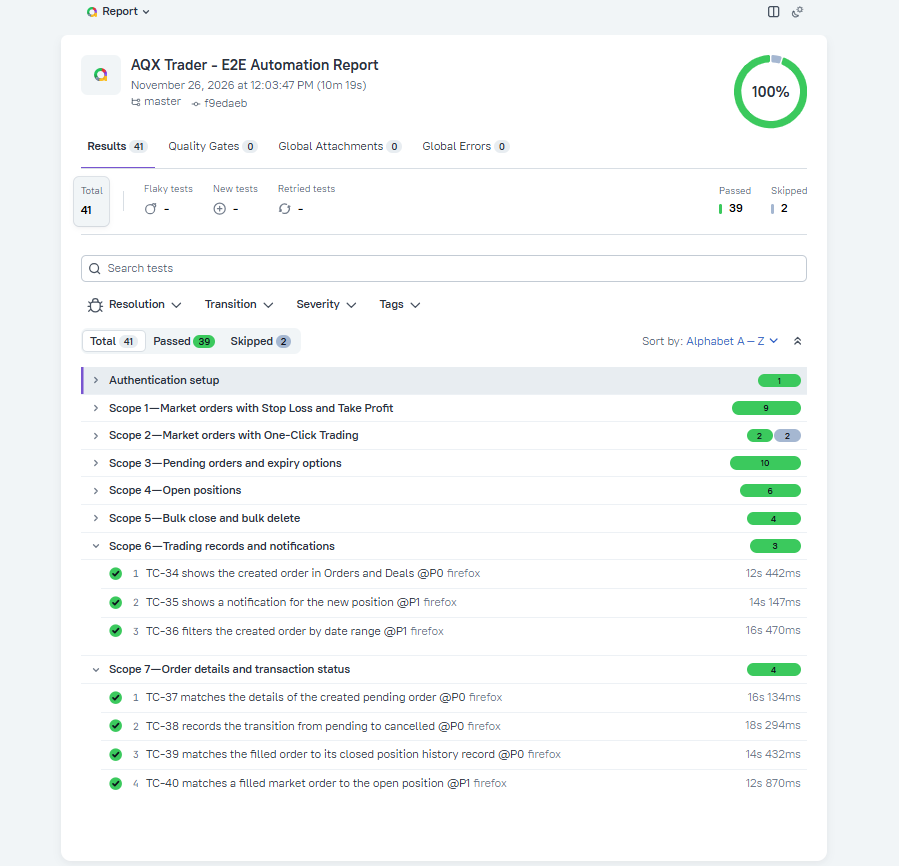 Report
AQX Trader - E2E Automation Report
November 26, 2026 at 12:03:47 PM (10m 19s)
master f9edaeb
100%
Results 41 Quality Gates 0 Global Attachments 0 Global Errors 0
Total Flaky tests New tests Retried tests Passed Skipped
41 - - - 39 2
Search tests
Resolution Transition Severity Tags
Total 41 Passed 39 Skipped 2 Sort by: Alphabet A – Z
Authentication setup 1
Scope 1—Market orders with Stop Loss and Take Profit 9
Scope 2—Market orders with One-Click Trading 2 2
Scope 3—Pending orders and expiry options 10
Scope 4—Open positions 6
Scope 5—Bulk close and bulk delete 4
Scope 6—Trading records and notifications 3
1 TC-34 shows the created order in Orders and Deals @P0 firefox 12s 442ms
2 TC-35 shows a notification for the new position @P1 firefox 14s 147ms
3 TC-36 filters the created order by date range @P1 firefox 16s 470ms
Scope 7—Order details and transaction status 4
1 TC-37 matches the details of the created pending order @P0 firefox 16s 134ms
2 TC-38 records the transition from pending to cancelled @P0 firefox 18s 294ms
3 TC-39 matches the filled order to its closed position history record @P0 firefox 14s 432ms
4 TC-40 matches a filled market order to the open position @P1 firefox 12s 870ms